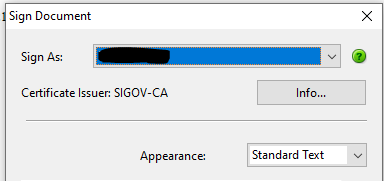 Sign Document
Sign As:
?
Certificate Issuer: SIGOV-CA
Info...
Appearance:
Standard Text